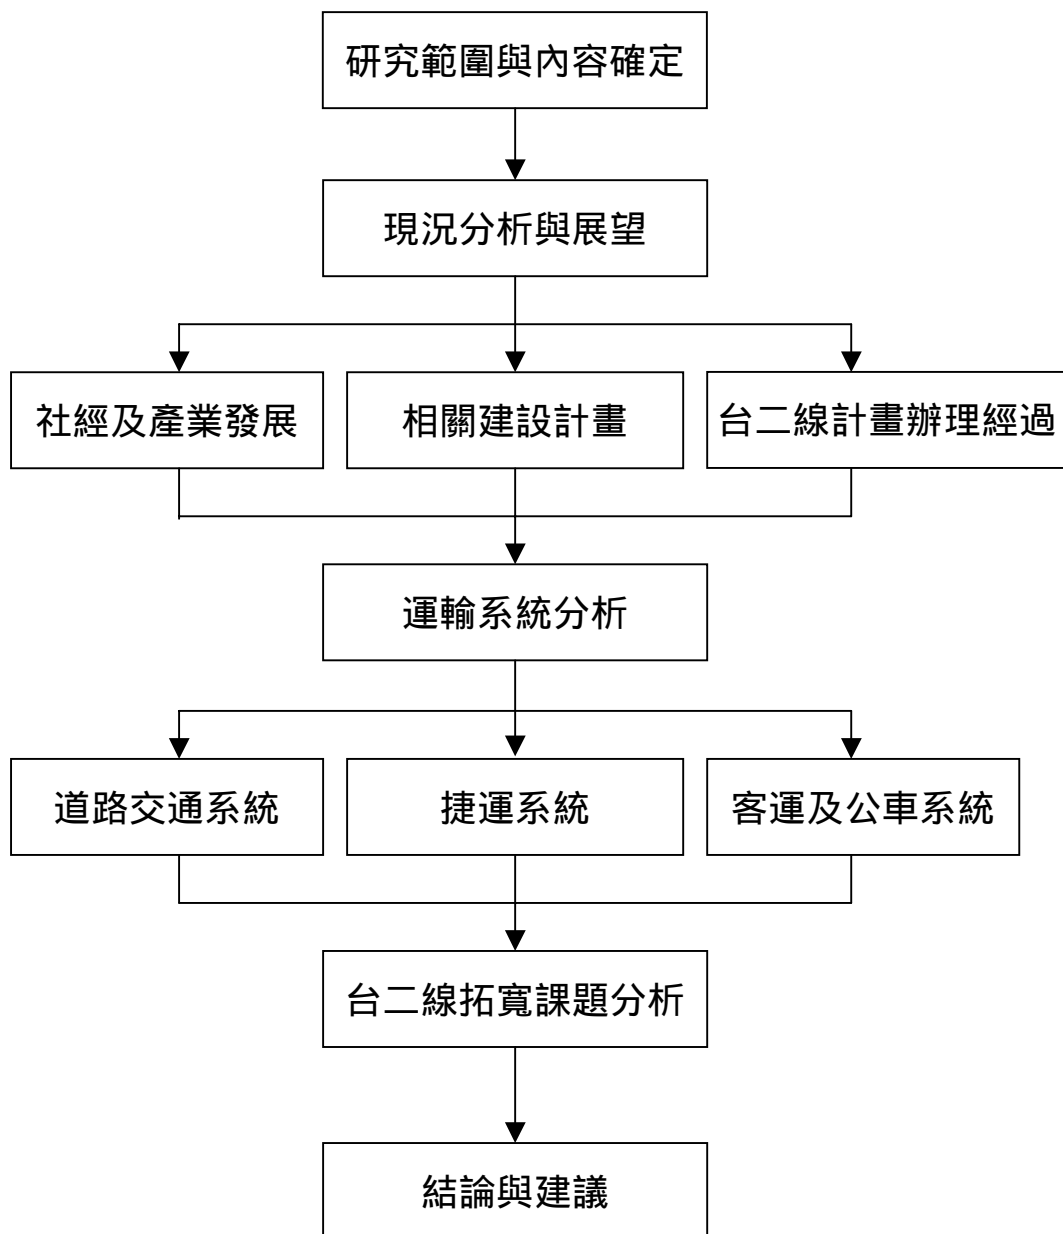 研究範圍與內容確定
現況分析與展望
社經及產業發展
相關建設計畫
台二線計畫辦理經過
運輸系統分析
道路交通系統
捷運系統
客運及公車系統
台二線拓寬課題分析
結論與建議